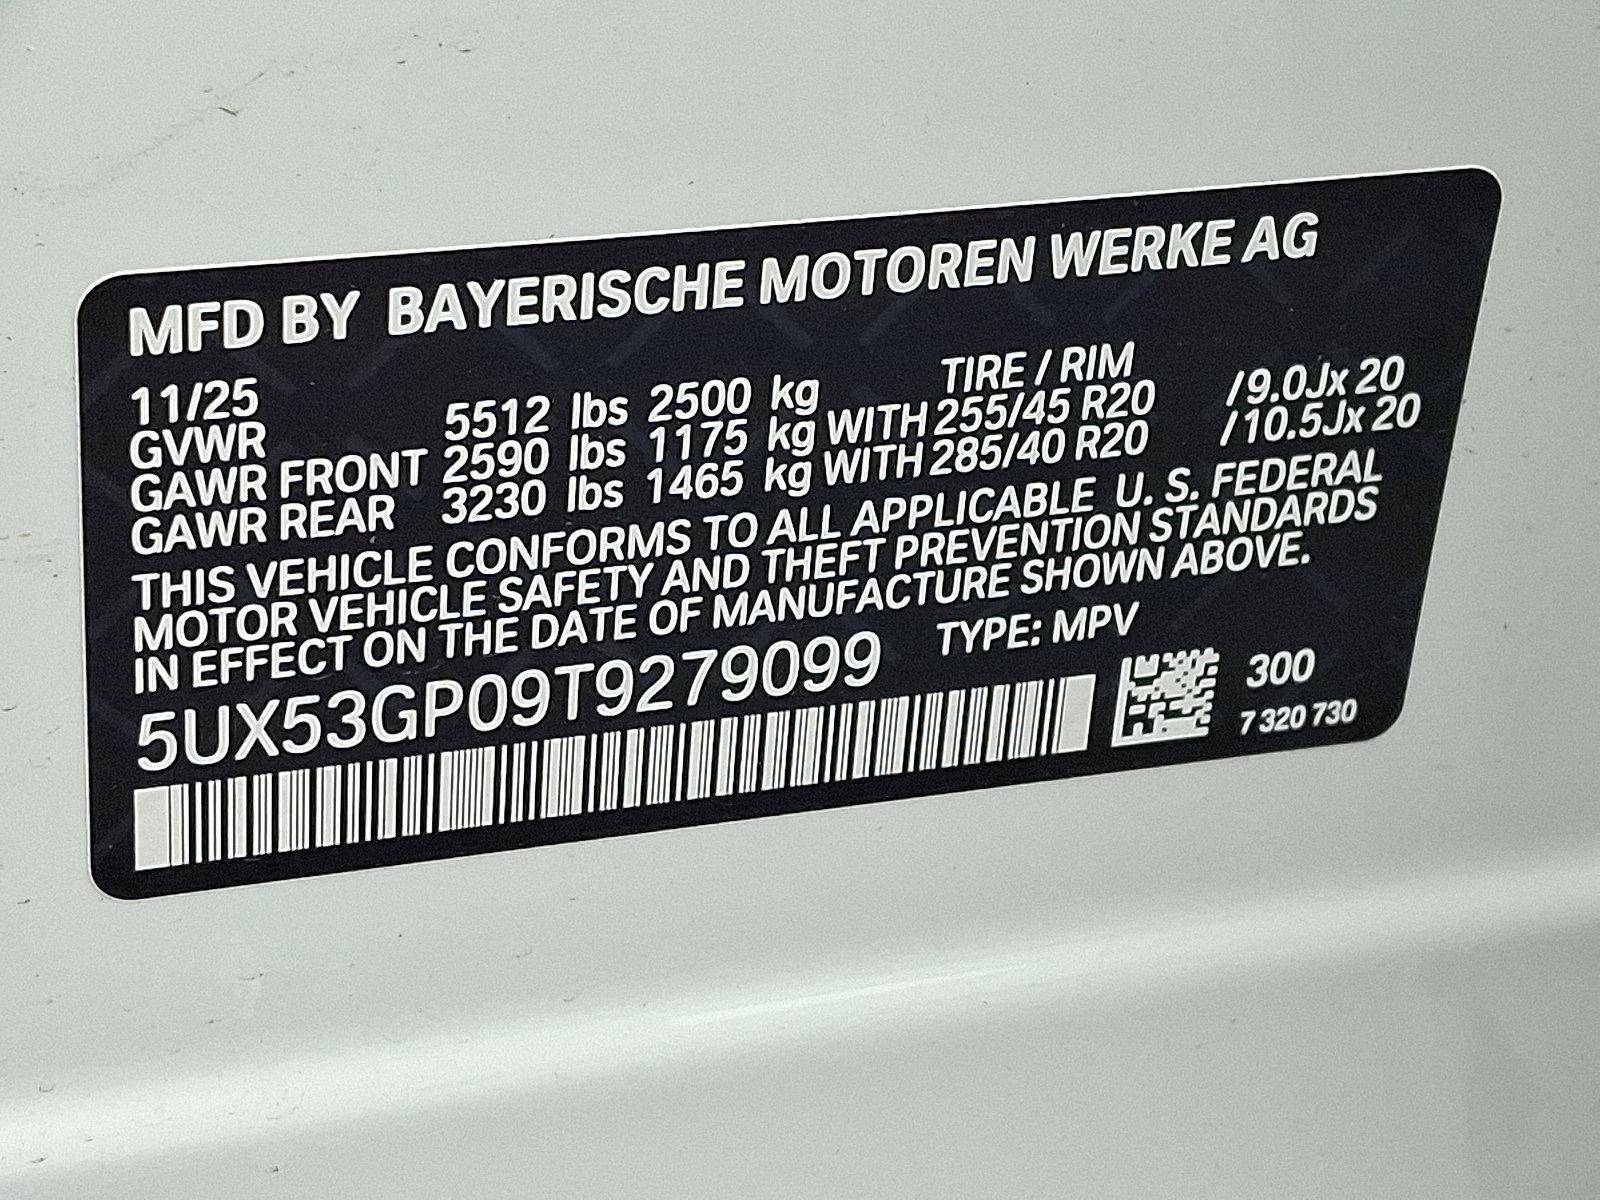 MFD BY BAYERISCHE MOTOREN WERKE AG
11/25 TIRE / RIM
GVWR 5512 lbs 2500 kg
GAWR FRONT 2590 lbs 1175 kg WITH 255/45 R20 /9.0Jx 20
GAWR REAR 3230 lbs 1465 kg WITH 285/40 R20 /10.5Jx 20
THIS VEHICLE CONFORMS TO ALL APPLICABLE U. S. FEDERAL
MOTOR VEHICLE SAFETY AND THEFT PREVENTION STANDARDS
IN EFFECT ON THE DATE OF MANUFACTURE SHOWN ABOVE.
5UX53GP09T9279099 TYPE: MPV
300
7 320 730